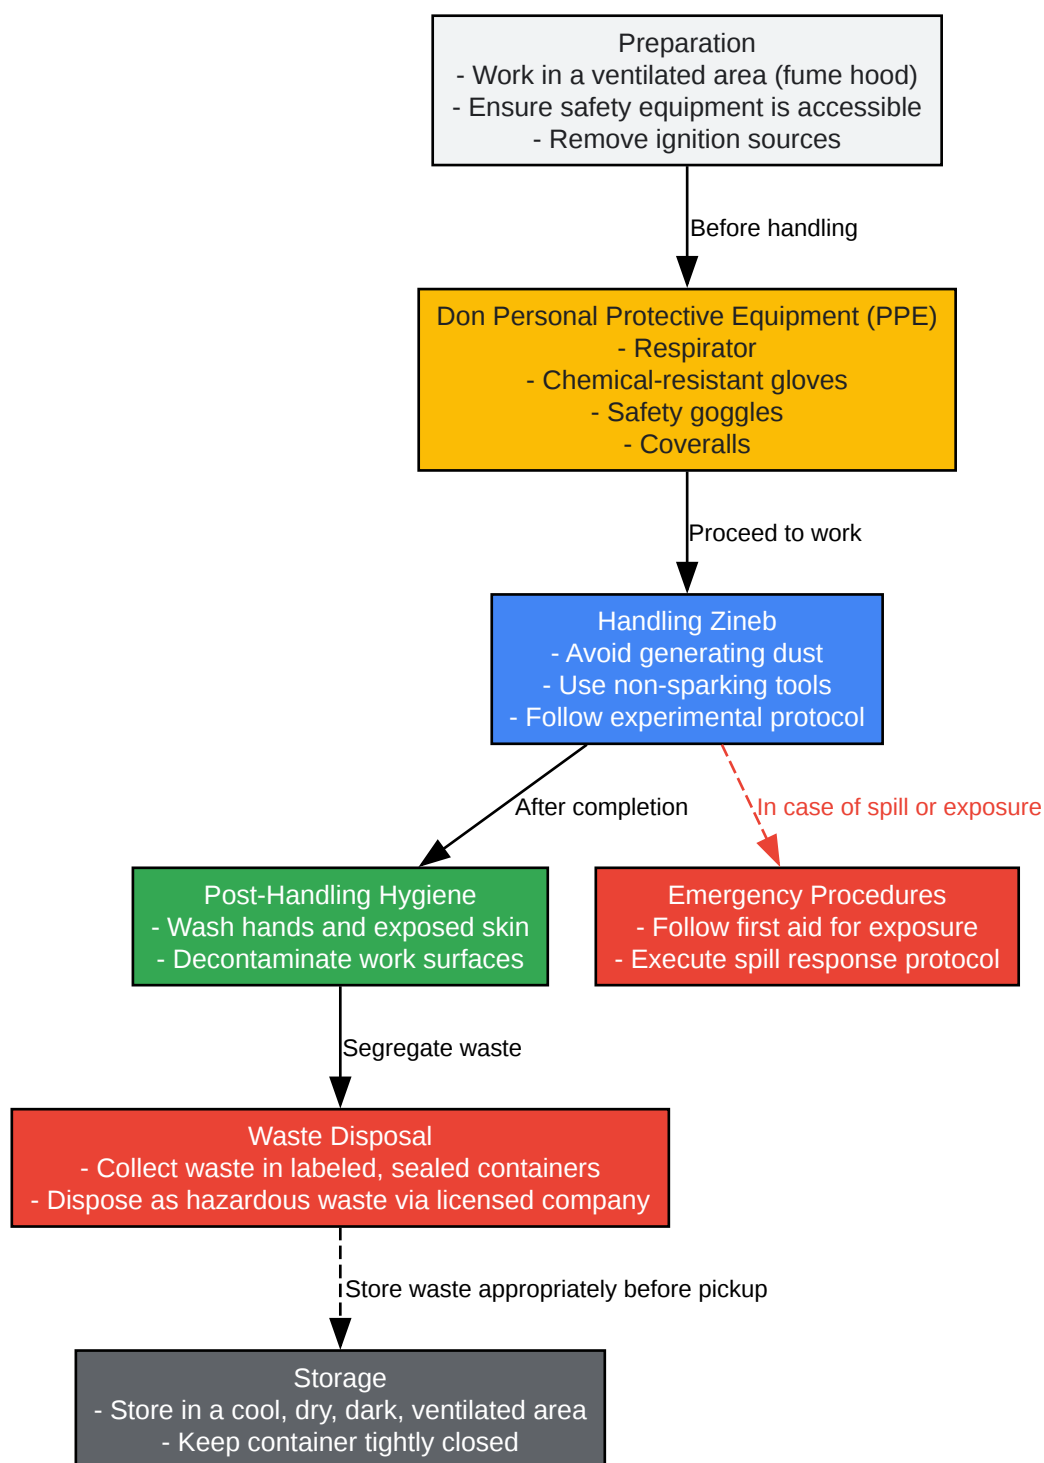 Preparation
- Work in a ventilated area (fume hood)
- Ensure safety equipment is accessible
- Remove ignition sources
Before handling
Don Personal Protective Equipment (PPE)
- Respirator
- Chemical-resistant gloves
- Safety goggles
- Coveralls
Proceed to work
Handling Zineb
- Avoid generating dust
- Use non-sparking tools
- Follow experimental protocol
After completion
In case of spill or exposure
Post-Handling Hygiene
- Wash hands and exposed skin
- Decontaminate work surfaces
Emergency Procedures
- Follow first aid for exposure
- Execute spill response protocol
Segregate waste
Waste Disposal
- Collect waste in labeled, sealed containers
- Dispose as hazardous waste via licensed company
Store waste appropriately before pickup
Storage
- Store in a cool, dry, dark, ventilated area
- Keep container tightly closed